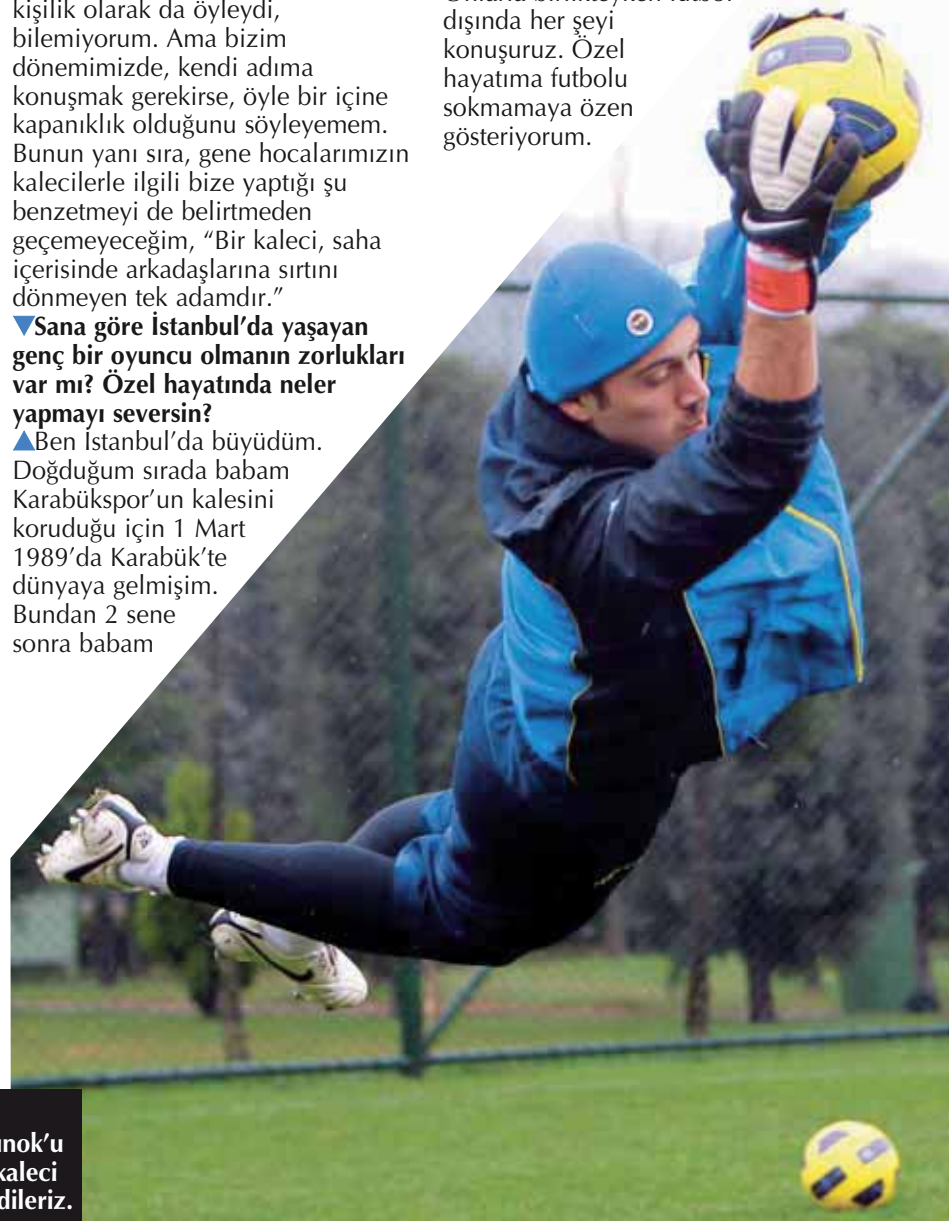 kişilik olarak da öyleydi,
bilemiyorum. Ama bizim
dönemimizde, kendi adıma
konuşmak gerekirse, öyle bir içine
kapanıklık olduğunu söyleyemem.
Bunun yanı sıra, gene hocalarımızın
kalecilerle ilgili bize yaptığı şu
benzetmeyi de belirtmeden
geçemeyeceğim, “Bir kaleci, saha
içerisinde arkadaşlarına sırtını
dönmeyen tek adamdır.”
▼Sana göre İstanbul’da yaşayan
genç bir oyuncu olmanın zorlukları
var mı? Özel hayatında neler
yapmayı seversin?
▲Ben İstanbul’da büyüdüm.
Doğduğum sırada babam
Karabükspor’un kalesini
koruduğu için 1 Mart
1989’da Karabük’te
dünyaya gelmişim.
Bundan 2 sene
sonra babam
dışında her şeyi
konuşuruz. Özel
hayatıma futbolu
sokmamaya özen
gösteriyorum.
kaleci